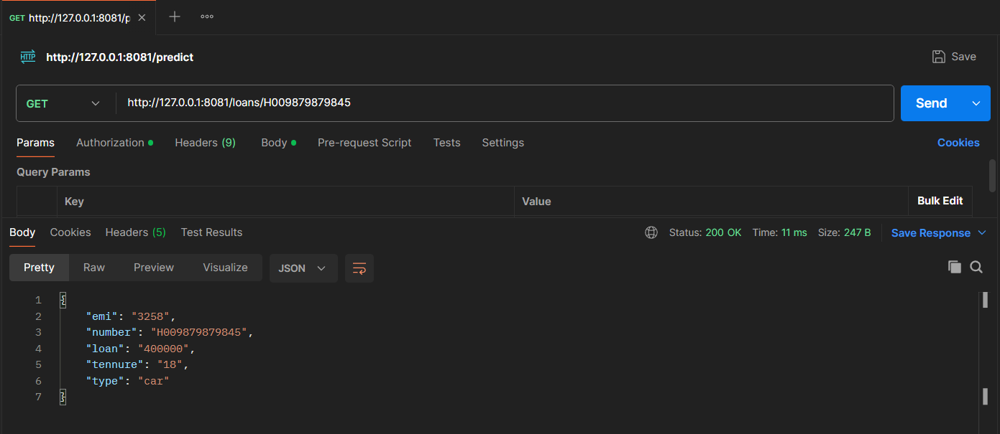 GET http://127.0.0.1:8081/p
HTTP http://127.0.0.1:8081/predict Save
GET http://127.0.0.1:8081/loans/H009879879845 Send
Params Authorization Headers (9) Body Pre-request Script Tests Settings Cookies
Query Params
Key Value Bulk Edit
Body Cookies Headers (5) Test Results Status: 200 OK Time: 11 ms Size: 247 B Save Response
Pretty Raw Preview Visualize JSON
1 {
2 "emi": "3258",
3 "number": "H009879879845",
4 "loan": "400000",
5 "tennure": "18",
6 "type": "car"
7 }